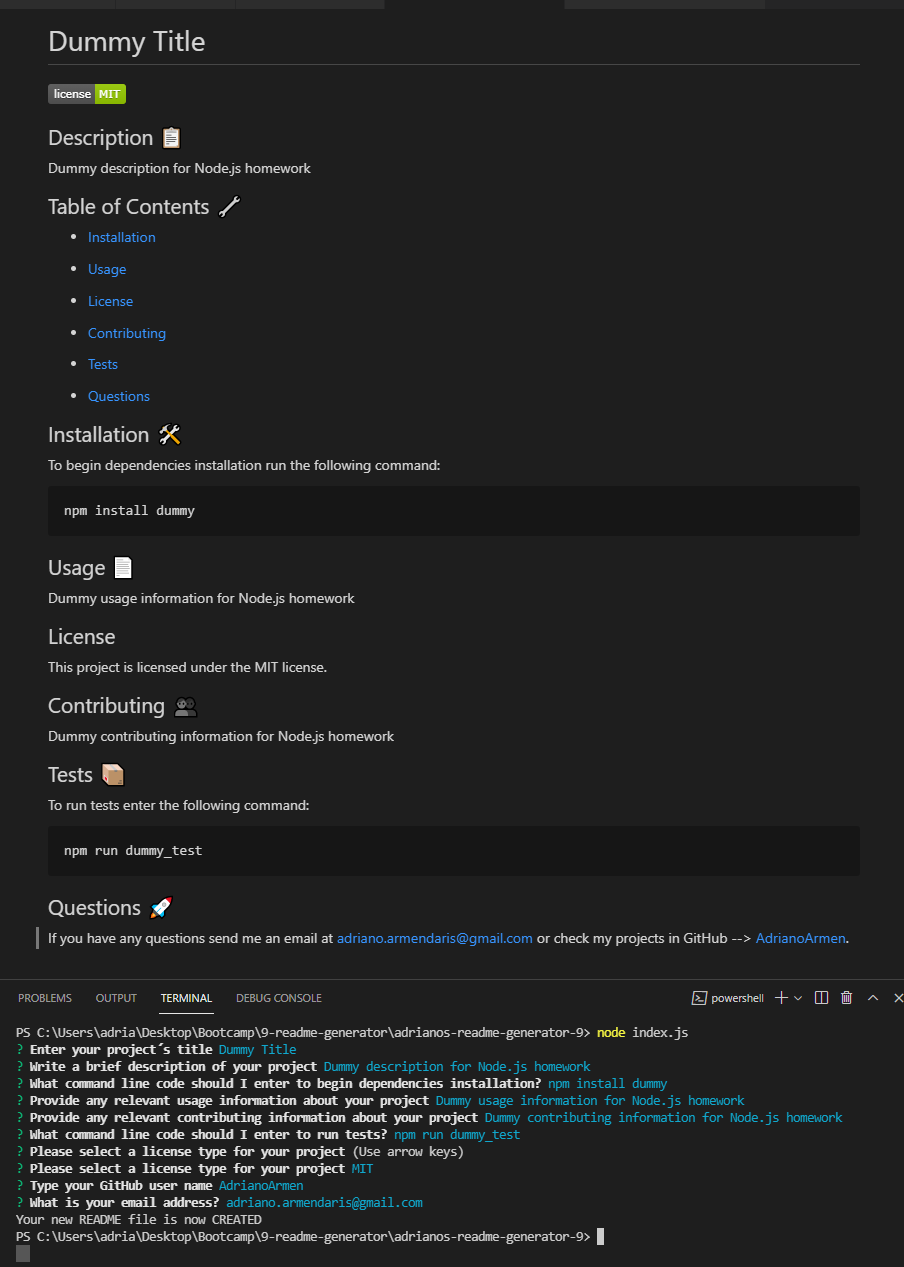 Dummy Title
license MIT
Description
Dummy description for Node.js homework
Table of Contents
Installation
Usage
License
Contributing
Tests
Questions
Installation
To begin dependencies installation run the following command:
npm install dummy
Usage
Dummy usage information for Node.js homework
License
This project is licensed under the MIT license.
Contributing
Dummy contributing information for Node.js homework
Tests
To run tests enter the following command:
npm run dummy_test
Questions
If you have any questions send me an email at adriano.armendaris@gmail.com or check my projects in GitHub --> AdrianoArmen.
PROBLEMS OUTPUT TERMINAL DEBUG CONSOLE powershell
PS C:\Users\adria\Desktop\Bootcamp\9-readme-generator\adrianos-readme-generator-9> node index.js
? Enter your project´s title Dummy Title
? Write a brief description of your project Dummy description for Node.js homework
? What command line code should I enter to begin dependencies installation? npm install dummy
? Provide any relevant usage information about your project Dummy usage information for Node.js homework
? Provide any relevant contributing information about your project Dummy contributing information for Node.js homework
? What command line code should I enter to run tests? npm run dummy_test
? Please select a license type for your project (Use arrow keys)
? Please select a license type for your project MIT
? Type your GitHub user name AdrianoArmen
? What is your email address? adriano.armendaris@gmail.com
Your new README file is now CREATED
PS C:\Users\adria\Desktop\Bootcamp\9-readme-generator\adrianos-readme-generator-9>